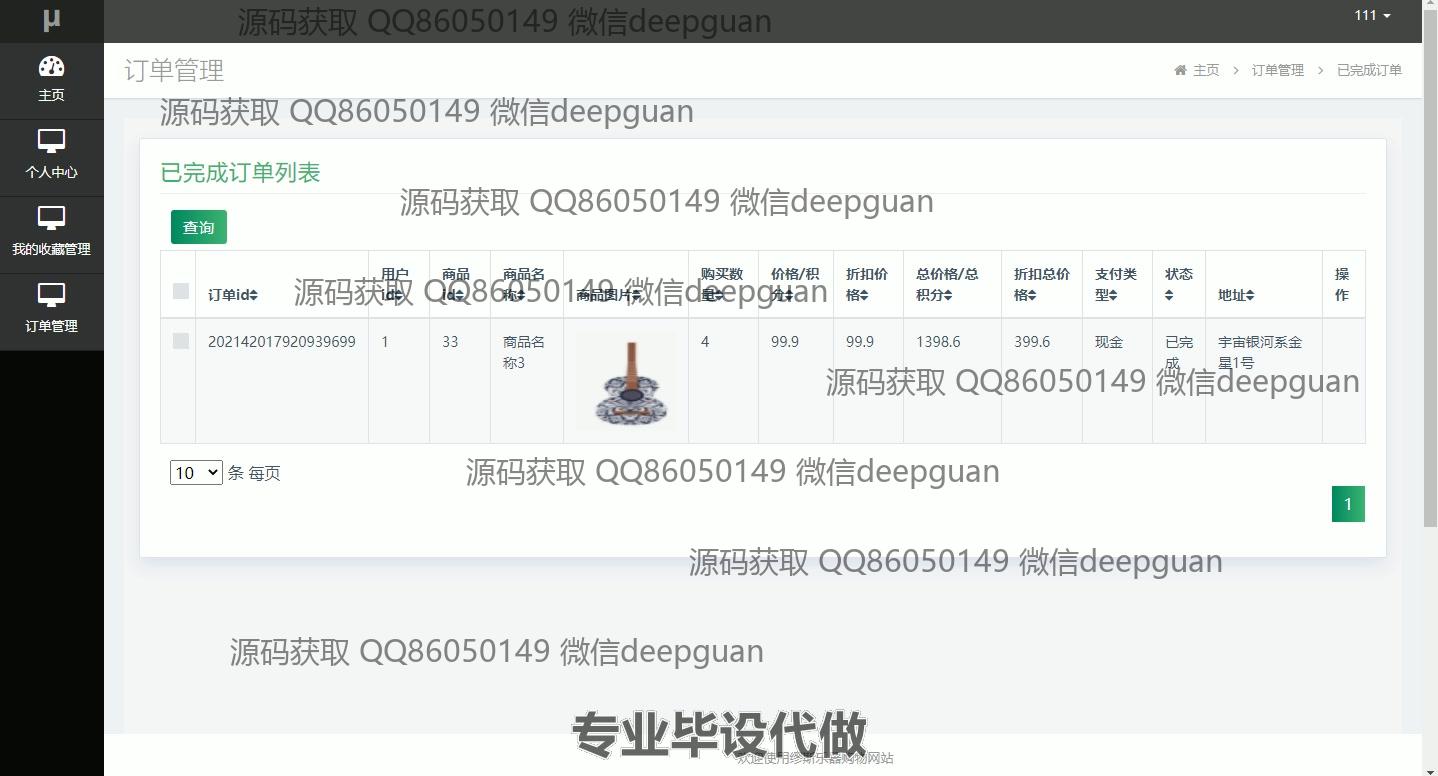 μ
源码获取 QQ86050149 微信deepguan
111
主页
个人中心
我的收藏管理
订单管理
订单管理
主页 > 订单管理 > 已完成订单
源码获取 QQ86050149 微信deepguan
已完成订单列表
源码获取 QQ86050149 微信deepguan
查询
订单id 用户id 商品id 商品名称 商品图片 购买数量 价格/积分 折扣价格 总价格/总积分 折扣总价格 支付类型 状态 地址 操作
源码获取 QQ86050149 微信deepguan
202142017920939699 1 33 商品名称3 4 99.9 99.9 1398.6 399.6 现金 已完成 宇宙银河系金星1号
源码获取 QQ86050149 微信deepguan
10 条 每页
源码获取 QQ86050149 微信deepguan
1
源码获取 QQ86050149 微信deepguan
源码获取 QQ86050149 微信deepguan
专业毕设代做
欢迎使用缪斯乐器购物网站